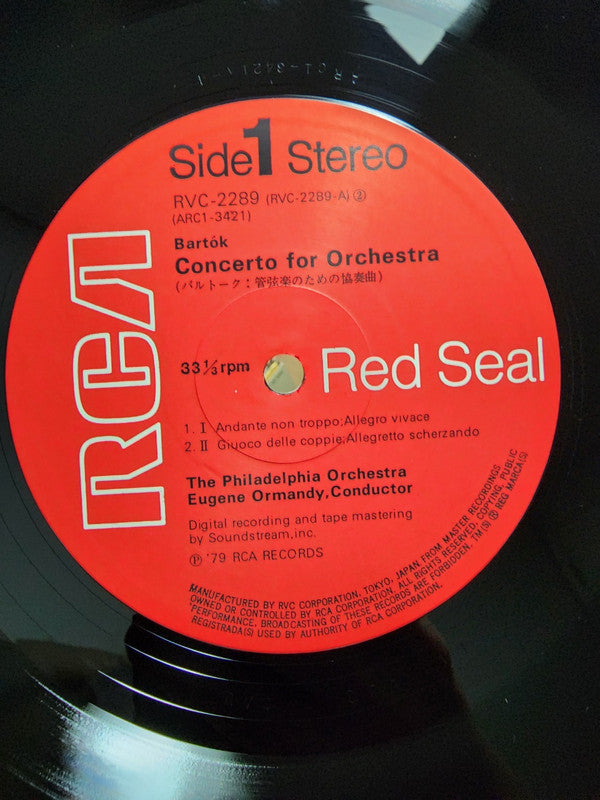 ARC1-3421A-1
Side 1 Stereo
RVC-2289 (RVC-2289-A)②
(ARC1-3421)
Bartók
Concerto for Orchestra
(バルトーク:管弦楽のための協奏曲)
RCA
33⅓rpm
Red Seal
1. Ⅰ Andante non troppo;Allegro vivace
2. Ⅱ Giuoco delle coppie;Allegretto scherzando
The Philadelphia Orchestra
Eugene Ormandy,Conductor
Digital recording and tape mastering
by Soundstream,inc.
Ⓟ '79 RCA RECORDS
MANUFACTURED BY RVC CORPORATION, TOKYO, JAPAN, FROM MASTER RECORDINGS
OWNED OR CONTROLLED BY RCA CORPORATION. ALL RIGHTS RESERVED, COPYING, PUBLIC
PERFORMANCE, BROADCASTING OF THESE RECORDS ARE FORBIDDEN. TM(S) ® REG MARCA(S)
REGISTRADA(S) USED BY AUTHORITY OF RCA CORPORATION.